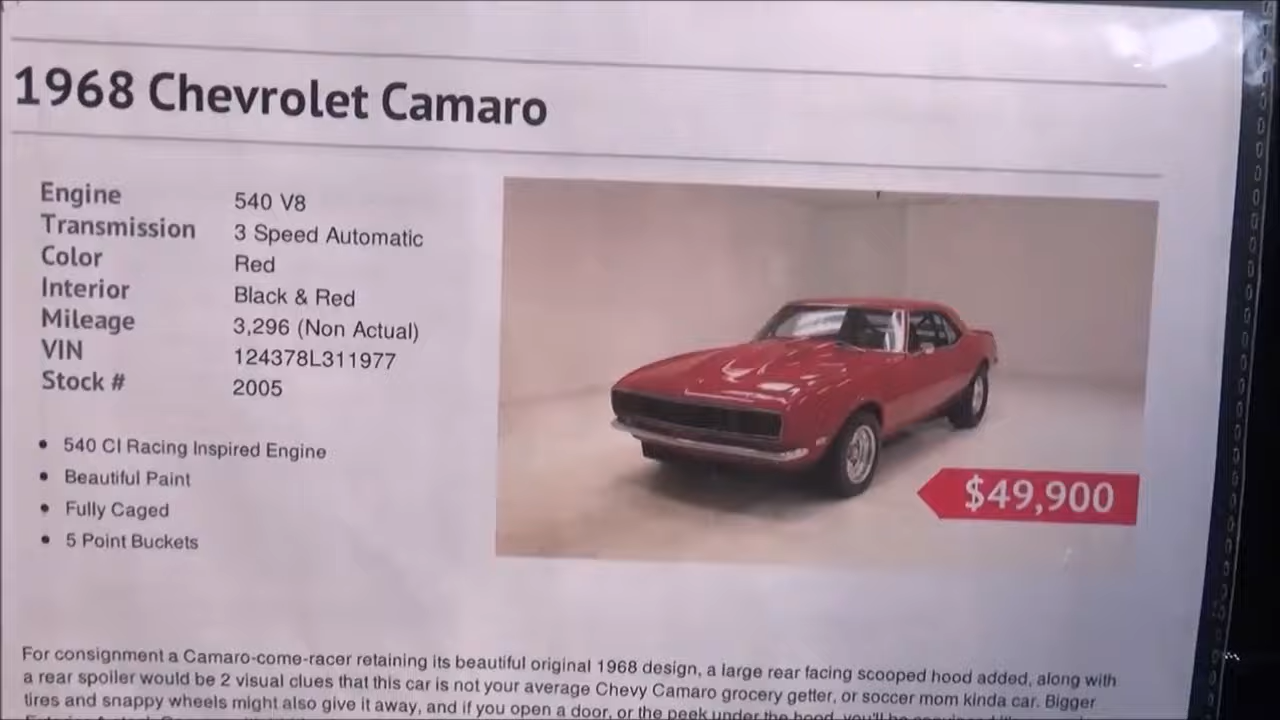 1968 Chevrolet Camaro
Engine 540 V8
Transmission 3 Speed Automatic
Color Red
Interior Black & Red
Mileage 3,296 (Non Actual)
VIN 124378L311977
Stock # 2005
• 540 CI Racing Inspired Engine
• Beautiful Paint
• Fully Caged
• 5 Point Buckets
$49,900
For consignment a Camaro-come-racer retaining its beautiful original 1968 design, a large rear facing scooped hood added, along with
a rear spoiler would be 2 visual clues that this car is not your average Chevy Camaro grocery getter, or soccer mom kinda car. Bigger
tires and snappy wheels might also give it away, and if you open a door, or the peek under the hood, you'll be